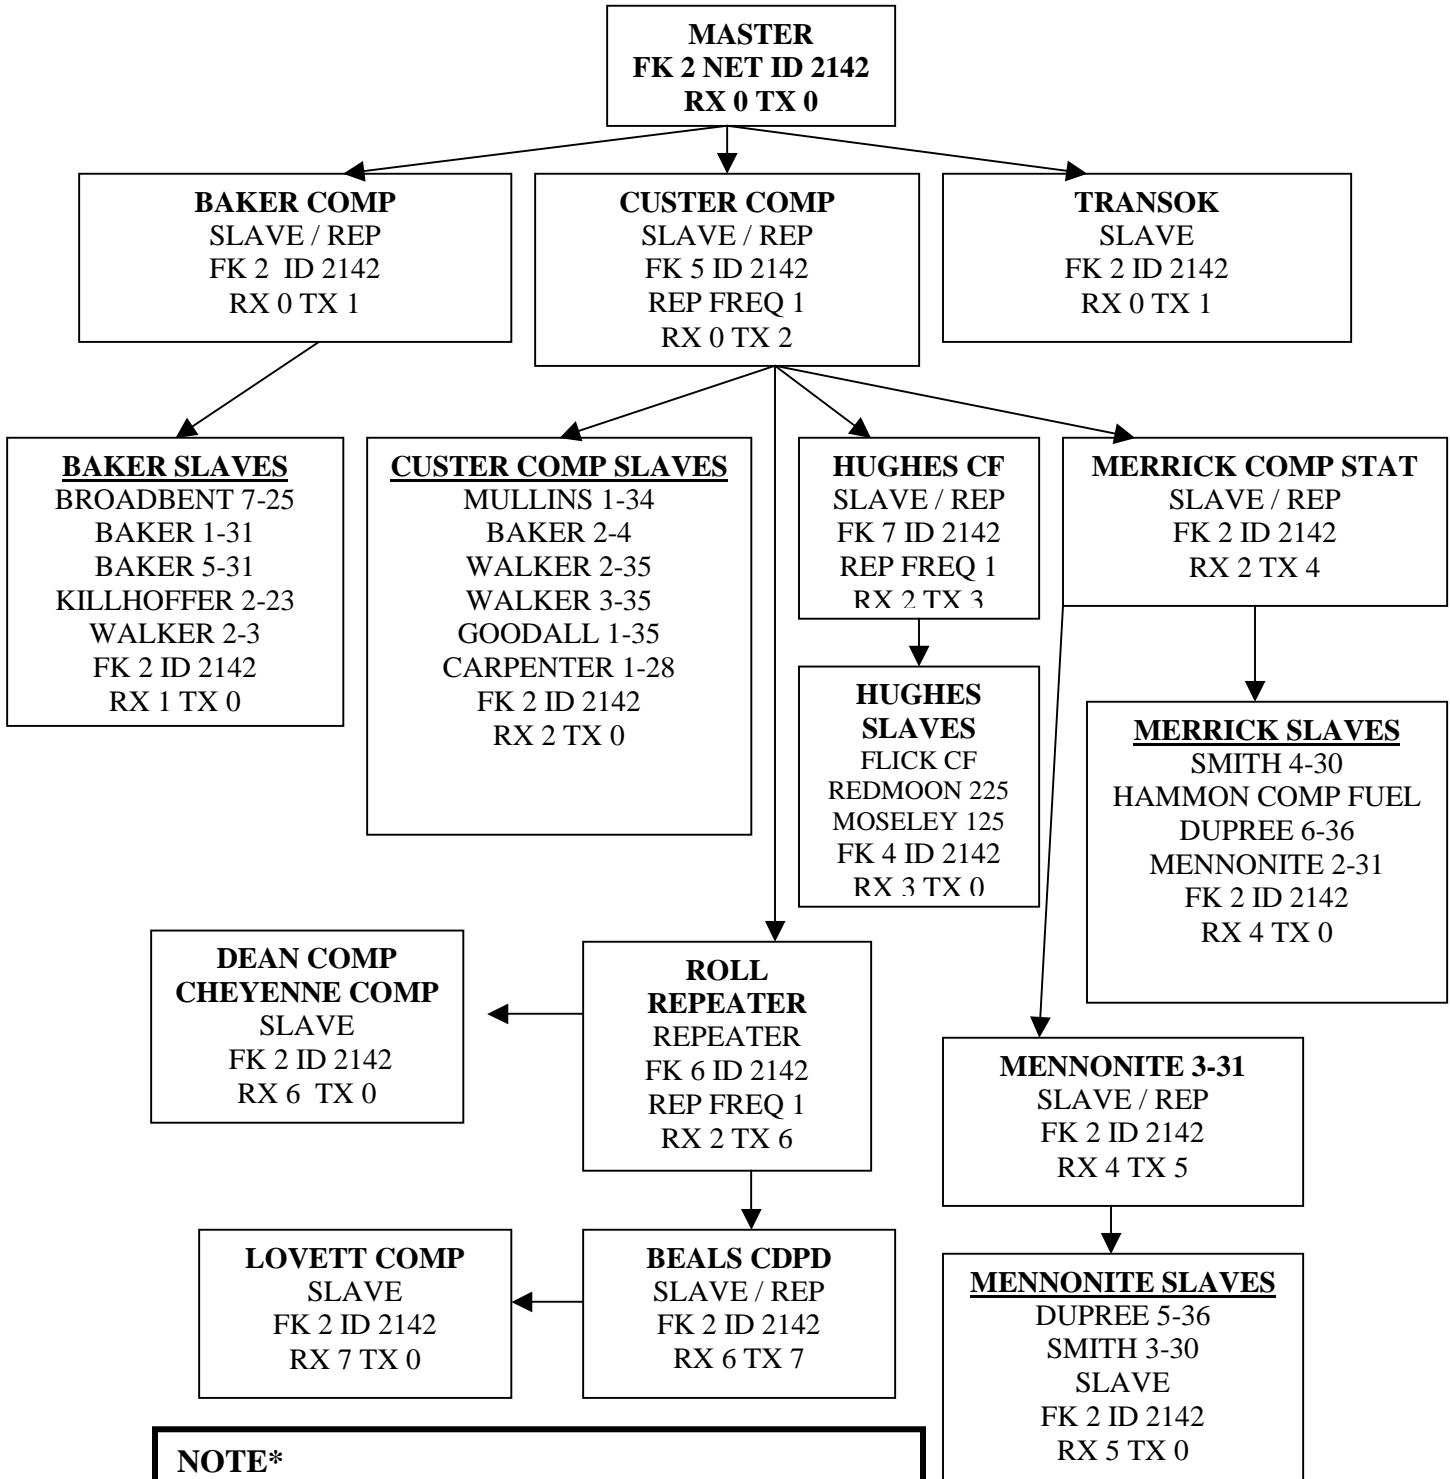 MASTER
FK 2 NET ID 2142
RX 0 TX 0
BAKER COMP
SLAVE / REP
FK 2 ID 2142
RX 0 TX 1
CUSTER COMP
SLAVE / REP
FK 5 ID 2142
REP FREQ 1
RX 0 TX 2
TRANSOK
SLAVE
FK 2 ID 2142
RX 0 TX 1
BAKER SLAVES
BROADBENT 7-25
BAKER 1-31
BAKER 5-31
KILLHOFFER 2-23
WALKER 2-3
FK 2 ID 2142
RX 1 TX 0
CUSTER COMP SLAVES
MULLINS 1-34
BAKER 2-4
WALKER 2-35
WALKER 3-35
GOODALL 1-35
CARPENTER 1-28
FK 2 ID 2142
RX 2 TX 0
HUGHES CF
SLAVE / REP
FK 7 ID 2142
REP FREQ 1
RX 2 TX 3
MERRICK COMP STAT
SLAVE / REP
FK 2 ID 2142
RX 2 TX 4
HUGHES
SLAVES
FLICK CF
REDMOON 225
MOSELEY 125
FK 4 ID 2142
RX 3 TX 0
MERRICK SLAVES
SMITH 4-30
HAMMON COMP FUEL
DUPREE 6-36
MENNONITE 2-31
FK 2 ID 2142
RX 4 TX 0
DEAN COMP
CHEYENNE COMP
SLAVE
FK 2 ID 2142
RX 6 TX 0
ROLL
REPEATER
REPEATER
FK 6 ID 2142
REP FREQ 1
RX 2 TX 6
MENNONITE 3-31
SLAVE / REP
FK 2 ID 2142
RX 4 TX 5
LOVETT COMP
SLAVE
FK 2 ID 2142
RX 7 TX 0
BEALS CDPD
SLAVE / REP
FK 2 ID 2142
RX 6 TX 7
MENNONITE SLAVES
DUPREE 5-36
SMITH 3-30
SLAVE
FK 2 ID 2142
RX 5 TX 0
NOTE*